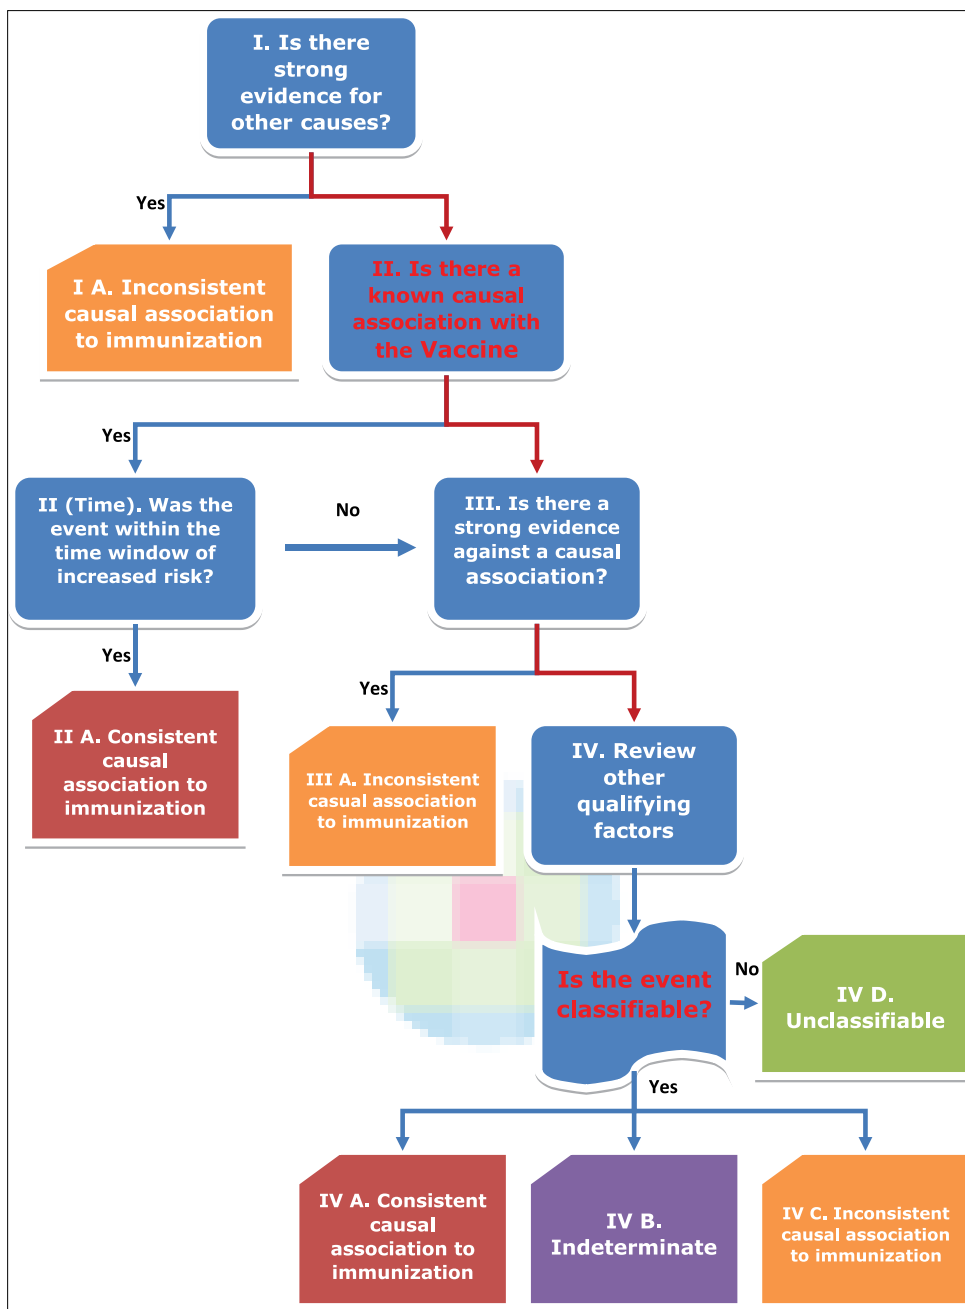 I. Is there
strong
evidence for
other causes?
Yes
I A. Inconsistent
causal association
to immunization
II. Is there a
known causal
association with
the Vaccine
Yes
II (Time). Was the
event within the
time window of
increased risk?
No
III. Is there a
strong evidence
against a causal
association?
Yes
II A. Consistent
causal
association to
immunization
Yes
III A. Inconsistent
casual association
to immunization
IV. Review
other
qualifying
factors
Is the event
classifiable?
No
IV D.
Unclassifiable
Yes
IV A. Consistent
causal
association to
immunization
IV B.
Indeterminate
IV C. Inconsistent
causal association
to immunization